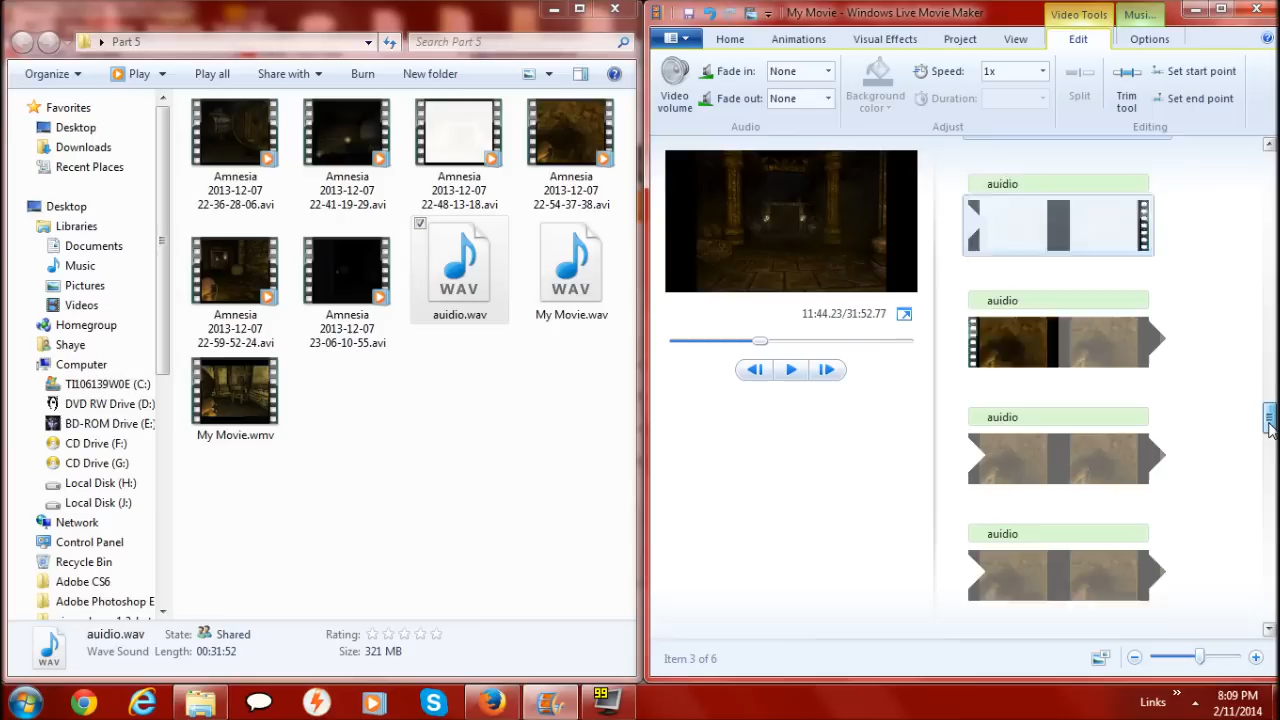 Part 5
Search Part 5
Organize
Play
Play all
Share with
Burn
New folder
Favorites
Desktop
Downloads
Recent Places
Desktop
Libraries
Documents
Music
Pictures
Videos
Homegroup
Shaye
Computer
TI106139W0E (C:)
DVD RW Drive (D:)
BD-ROM Drive (E:)
CD Drive (F:)
CD Drive (G:)
Local Disk (H:)
Local Disk (J:)
Network
Control Panel
Recycle Bin
Adobe CS6
Adobe Photoshop E
Amnesia
2013-12-07
22-36-28-06.avi
Amnesia
2013-12-07
22-41-19-29.avi
Amnesia
2013-12-07
22-48-13-18.avi
Amnesia
2013-12-07
22-54-37-38.avi
Amnesia
2013-12-07
22-59-52-24.avi
Amnesia
2013-12-07
23-06-10-55.avi
WAV
auidio.wav
WAV
My Movie.wav
My Movie.wmv
WAV
auidio.wav
Wave Sound
State: Shared
Length: 00:31:52
Rating:
Size: 321 MB
My Movie - Windows Live Movie Maker
Video Tools
Musi...
Home
Animations
Visual Effects
Project
View
Edit
Options
Video
volume
Fade in: None
Fade out: None
Audio
Background
color
Speed: 1x
Duration:
Adjust
Split
Trim
tool
Set start point
Set end point
Editing
11:44.23/31:52.77
auidio
auidio
auidio
auidio
Item 3 of 6
99
Links
8:09 PM
2/11/2014